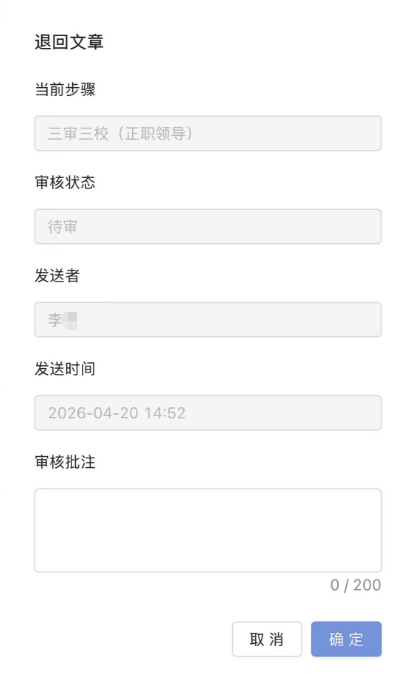 退回文章
当前步骤
三审三校（正职领导）
审核状态
待审
发送者
李
发送时间
2026-04-20 14:52
审核批注
0 / 200
取 消
确 定